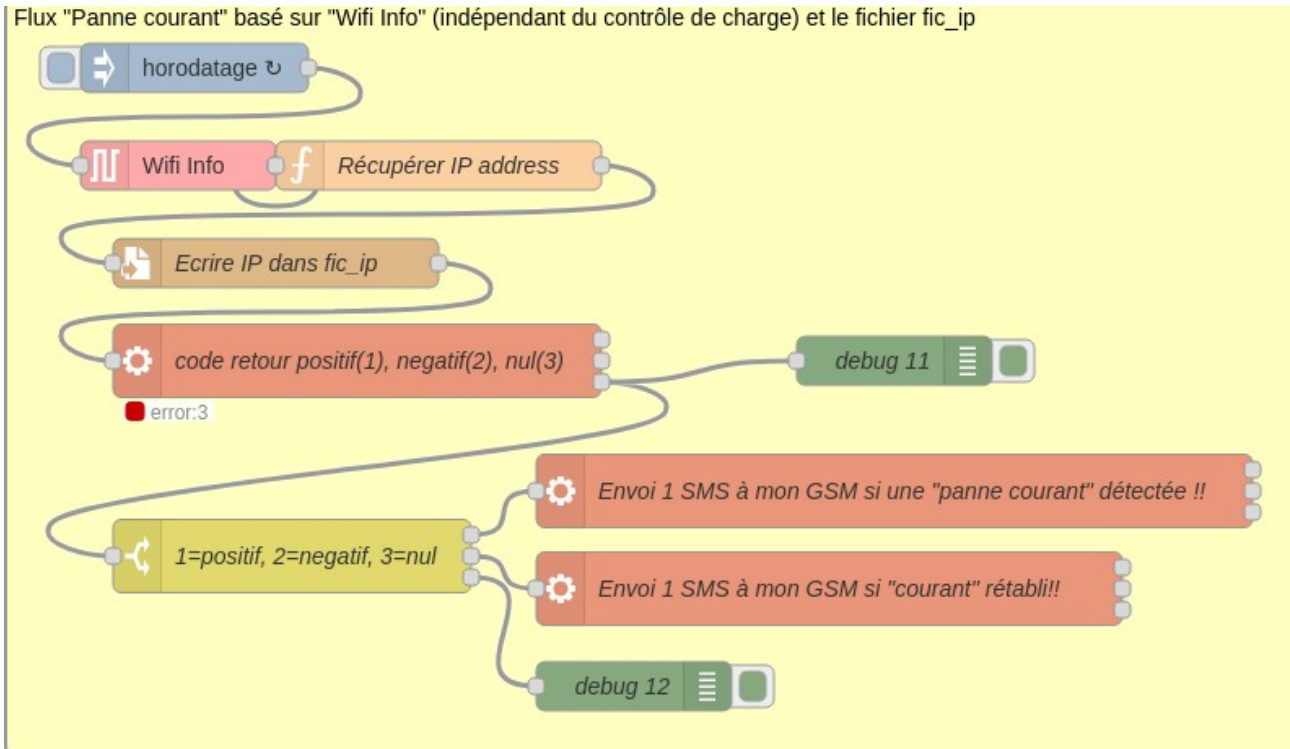 Flux "Panne courant" basé sur "Wifi Info" (indépendant du contrôle de charge) et le fichier fic_ip
horodatage ↻
Wifi Info
Récupérer IP address
Ecrire IP dans fic_ip
code retour positif(1), negatif(2), nul(3)
debug 11
error:3
Envoi 1 SMS à mon GSM si une "panne courant" détectée !!
1=positif, 2=negatif, 3=nul
Envoi 1 SMS à mon GSM si "courant" rétabli!!
debug 12